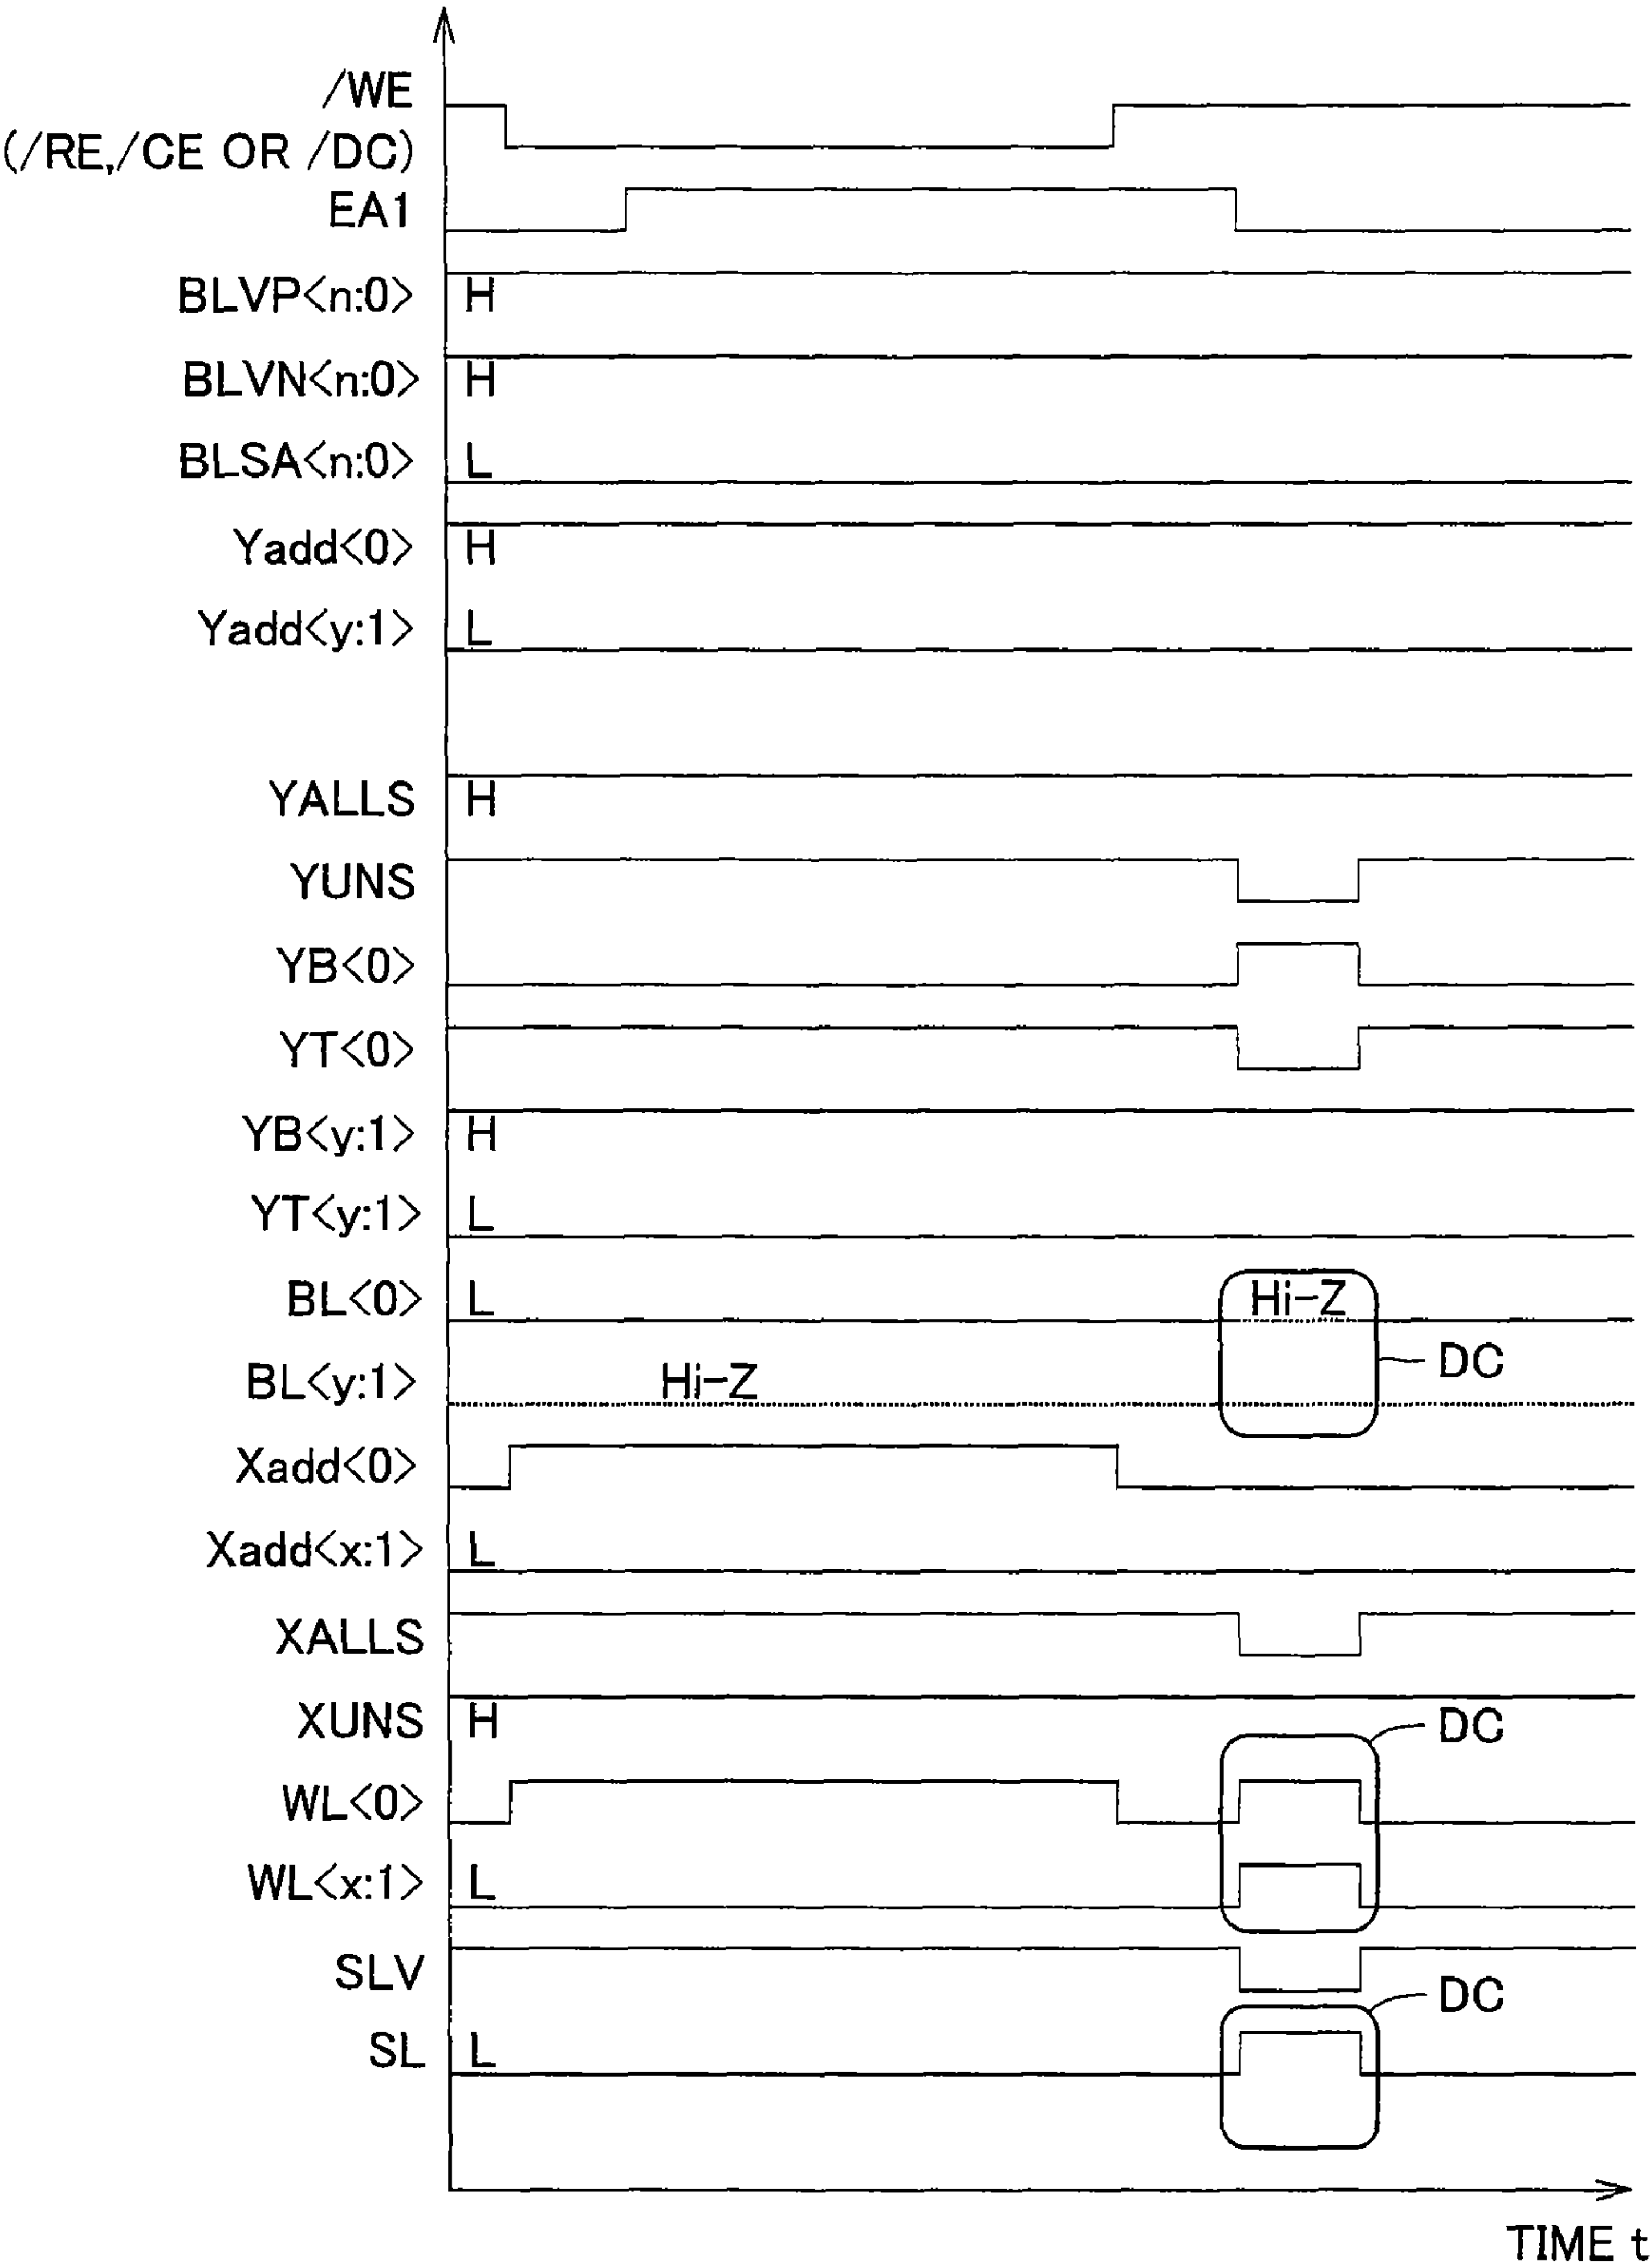 /WE
(/RE,/CE OR /DC)
EA1
BLVP<n:0> H
BLVN<n:0> H
BLSA<n:0> L
Yadd<0> H
Yadd<y:1> L
YALLS H
YUNS
YB<0>
YT<0>
YB<y:1> H
YT<y:1> L
BL<0> L Hi-Z
DC
BL<y:1> Hi-Z
Xadd<0>
Xadd<x:1> L
XALLS
XUNS H
DC
WL<0>
WL<x:1> L
SLV
DC
SL L
TIME t